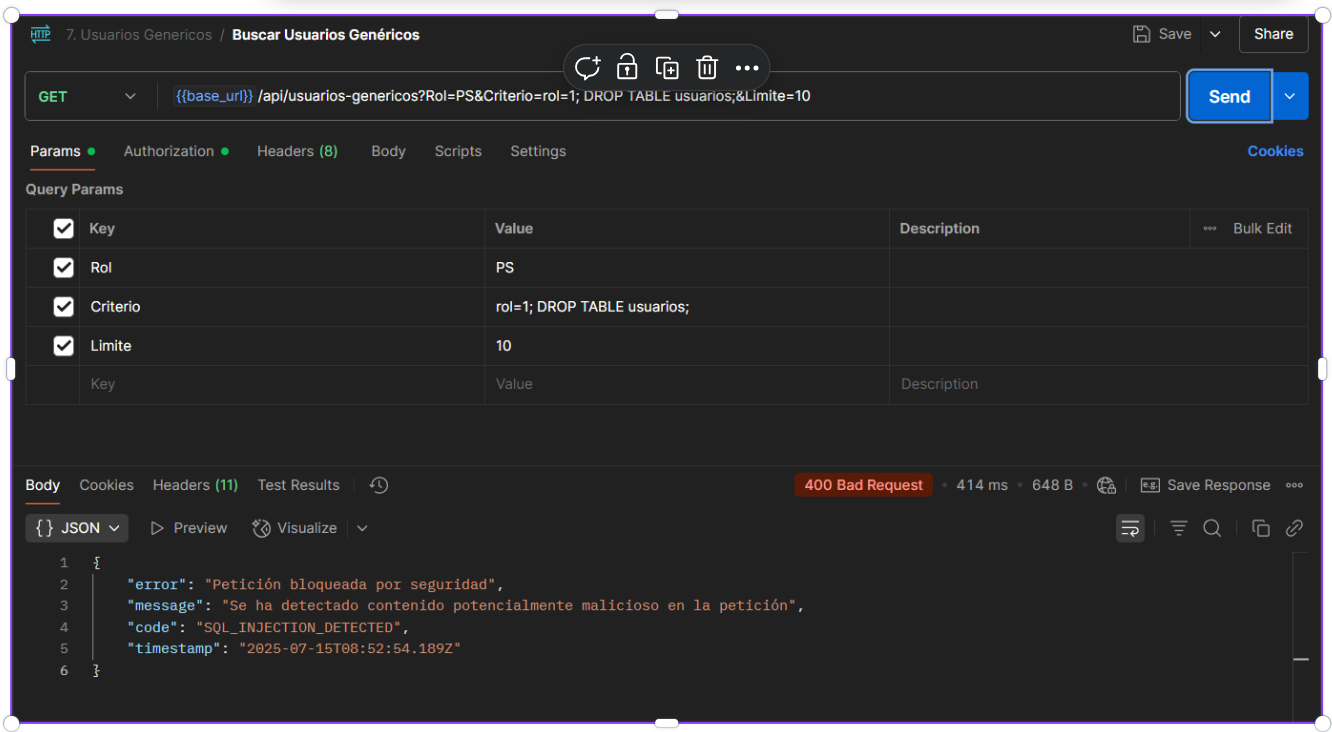 HTTP 7. Usuarios Genericos / Buscar Usuarios Genéricos Save Share
GET {{base_url}} /api/usuarios-genericos?Rol=PS&Criterio=rol=1; DROP TABLE usuarios;&Limite=10 Send
Params Authorization Headers (8) Body Scripts Settings Cookies
Query Params
Key Value Description Bulk Edit
Rol PS
Criterio rol=1; DROP TABLE usuarios;
Limite 10
Key Value Description
Body Cookies Headers (11) Test Results 400 Bad Request 414 ms 648 B e.g. Save Response
{} JSON Preview Visualize
1 {
2 "error": "Petición bloqueada por seguridad",
3 "message": "Se ha detectado contenido potencialmente malicioso en la petición",
4 "code": "SQL_INJECTION_DETECTED",
5 "timestamp": "2025-07-15T08:52:54.189Z"
6 }